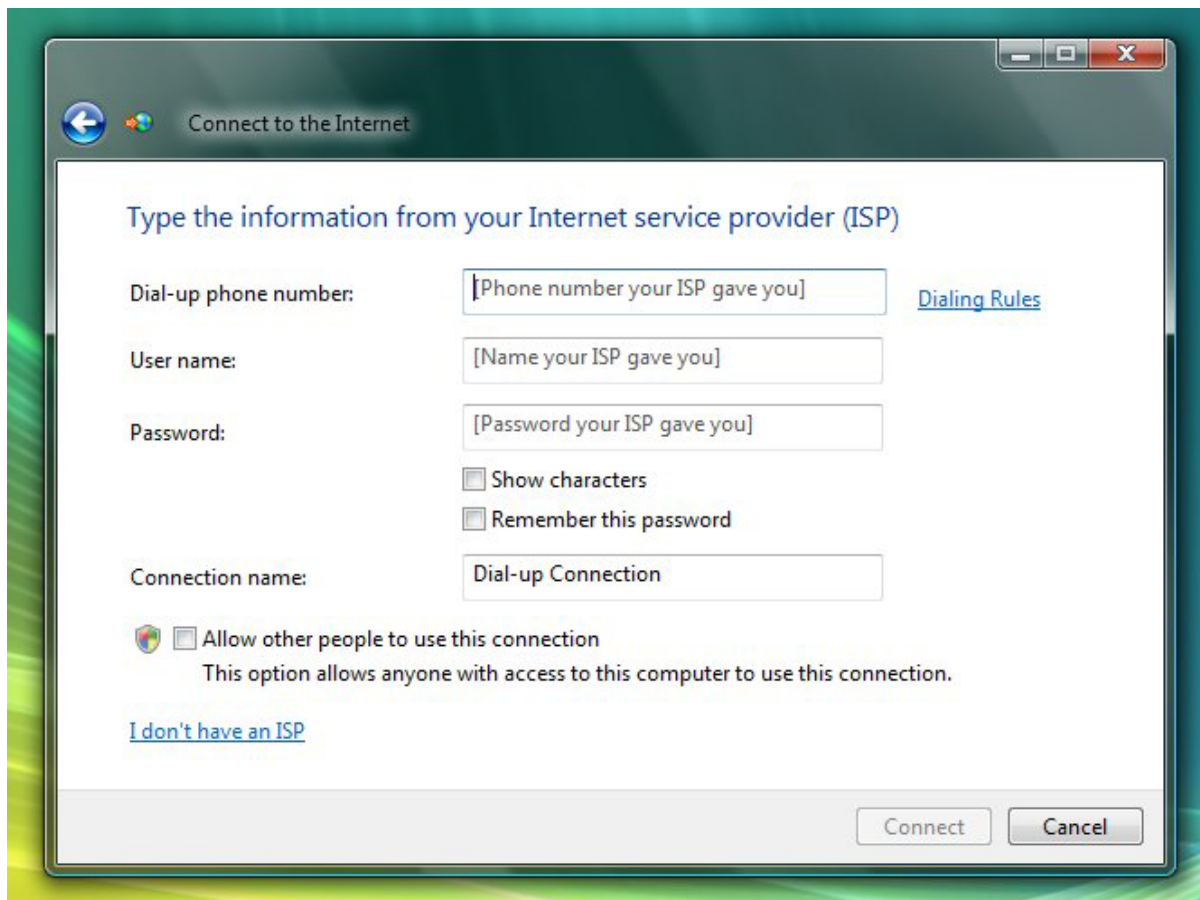 Connect to the Internet
Type the information from your Internet service provider (ISP)
Dial-up phone number: [Phone number your ISP gave you] Dialing Rules
User name: [Name your ISP gave you]
Password: [Password your ISP gave you]
Show characters
Remember this password
Connection name: Dial-up Connection
Allow other people to use this connection
This option allows anyone with access to this computer to use this connection.
I don't have an ISP
Connect Cancel